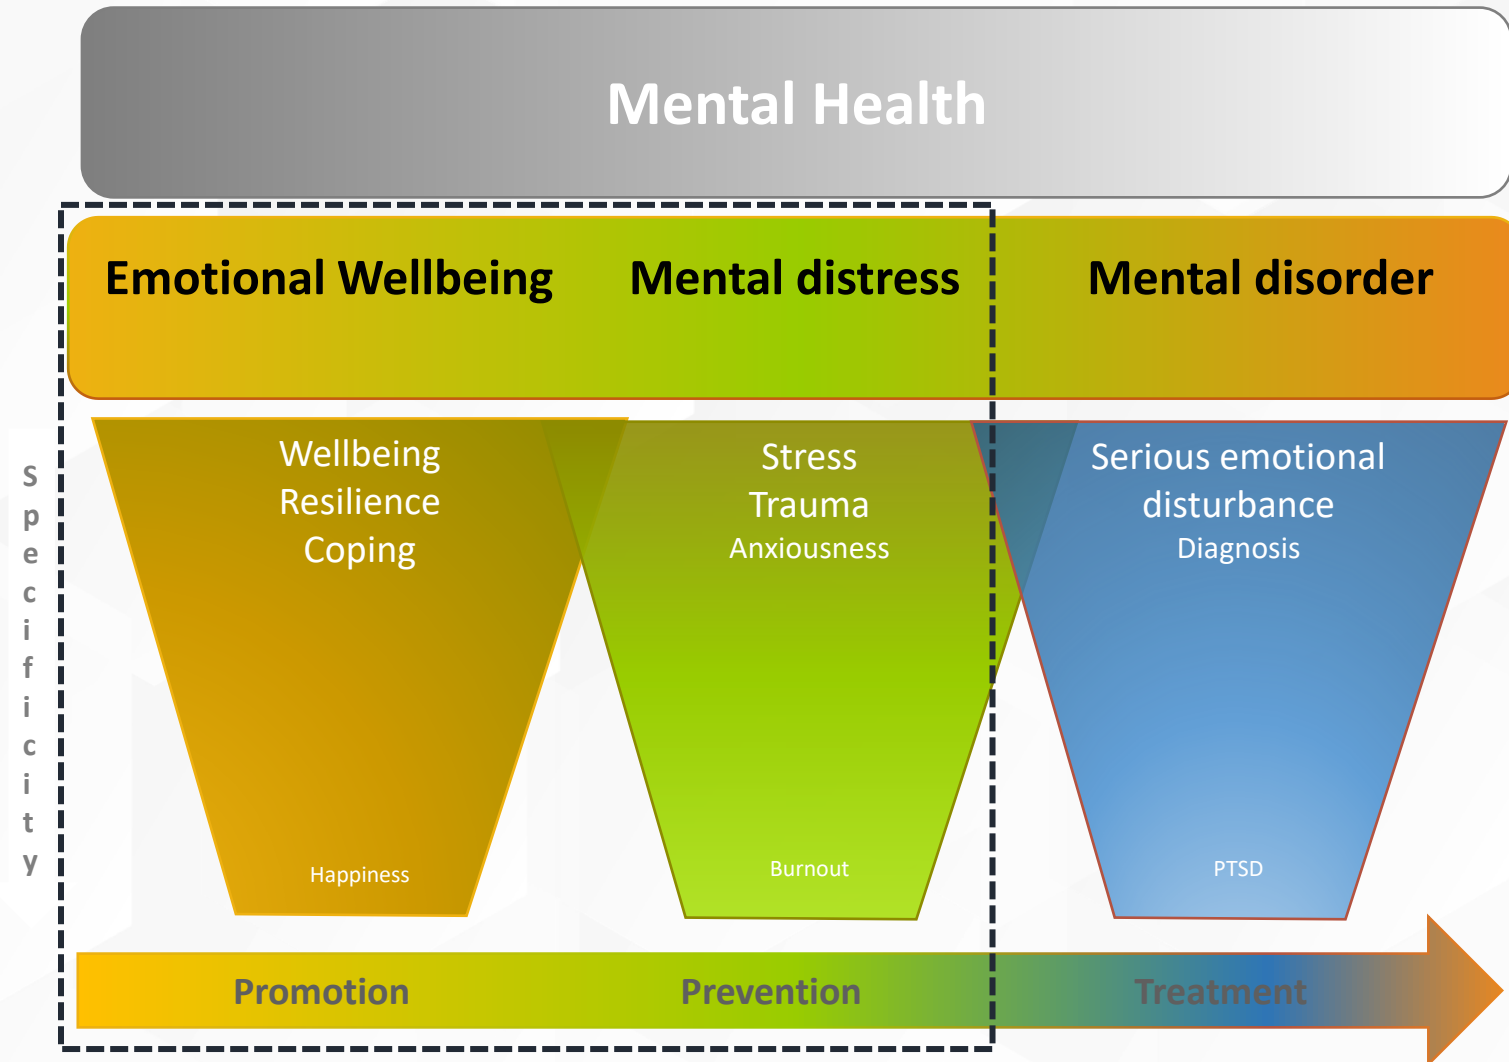 Mental Health
Emotional Wellbeing
Mental distress
Mental disorder
Specificity
Wellbeing
Resilience
Coping
Happiness
Stress
Trauma
Anxiousness
Burnout
Serious emotional
disturbance
Diagnosis
PTSD
Promotion
Prevention
Treatment